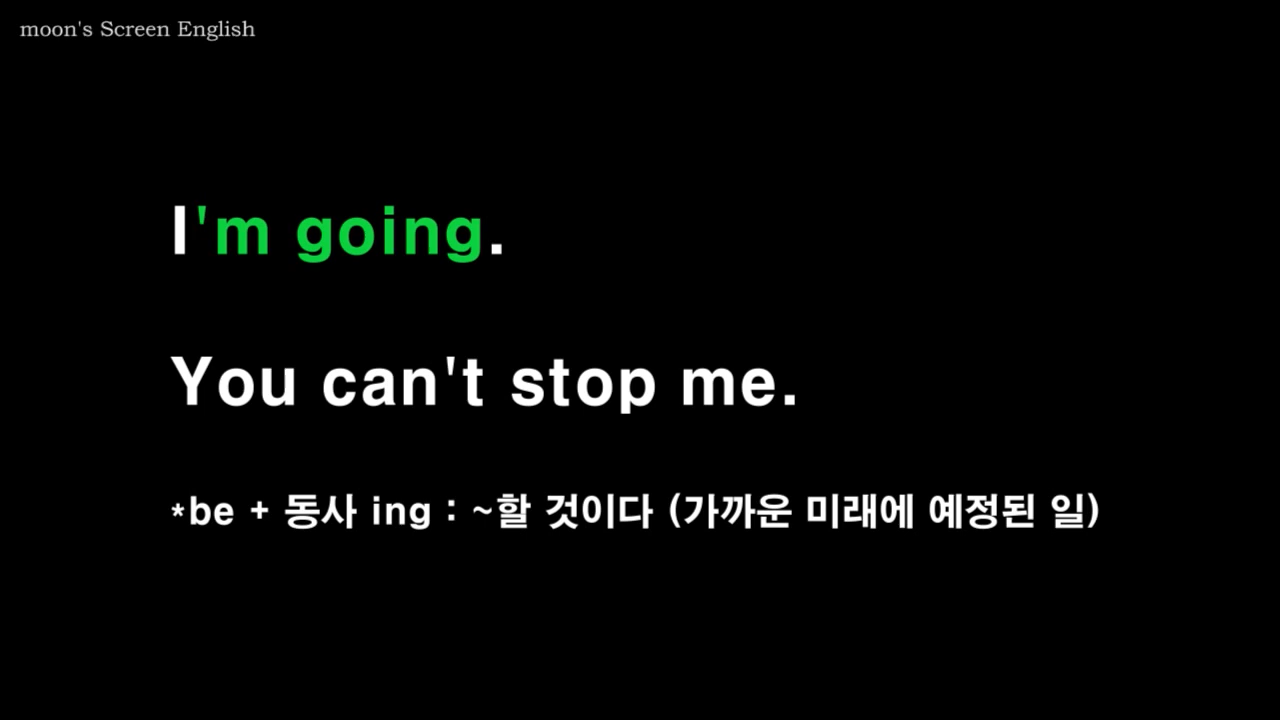 moon's Screen English
I'm going.
You can't stop me.
*be + 동사 ing : ~할 것이다 (가까운 미래에 예정된 일)